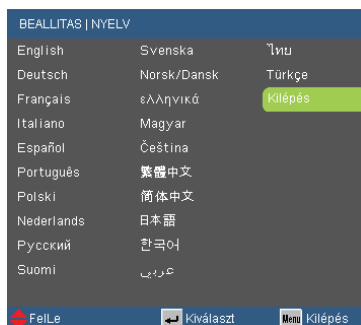 BEALLITAS | NYELV
English Svenska ไทย
Deutsch Norsk/Dansk Türkçe
Français ελληνικά Kilépés
Italiano Magyar
Español Čeština
Português 繁體中文
Polski 简体中文
Nederlands 日本語
Русский 한국어
Suomi عربي
FelLe Kiválaszt Menu Kilépés